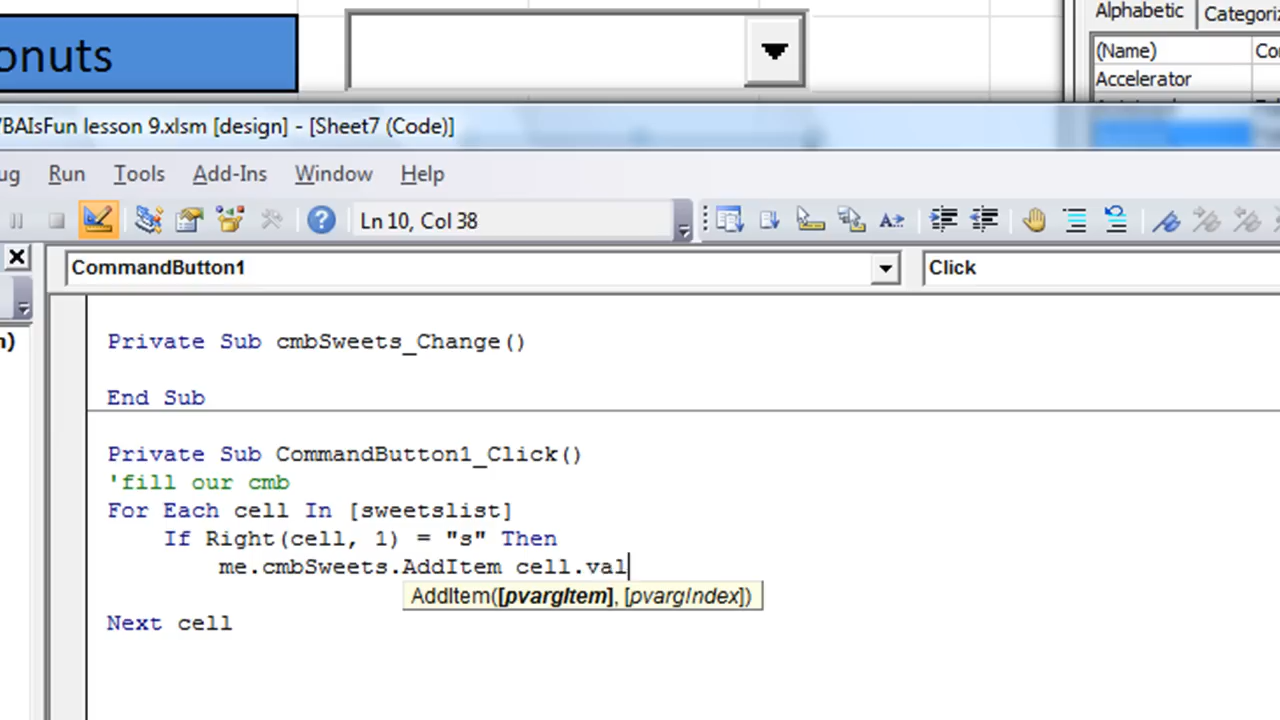 onuts
Alphabetic
Categoriz
(Name)
Co
Accelerator
VBAIsFun lesson 9.xlsm [design] - [Sheet7 (Code)]
ug Run Tools Add-Ins Window Help
Ln 10, Col 38
CommandButton1
Click
Private Sub cmbSweets_Change()
End Sub
Private Sub CommandButton1_Click()
'fill our cmb
For Each cell In [sweetslist]
If Right(cell, 1) = "s" Then
me.cmbSweets.AddItem cell.val
AddItem([pvargItem], [pvargIndex])
Next cell